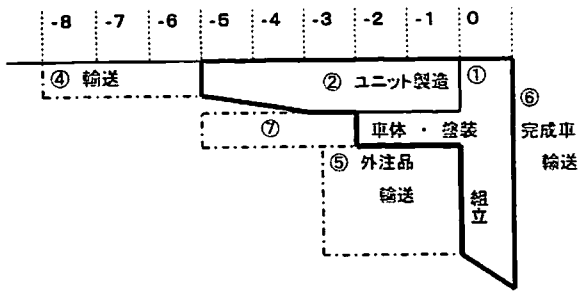 -8 -7 -6 -5 -4 -3 -2 -1 0
④ 輸送
② ユニット製造
①
⑥
⑦
車体・塗装
完成車
輸送
⑤ 外注品
輸送
組立